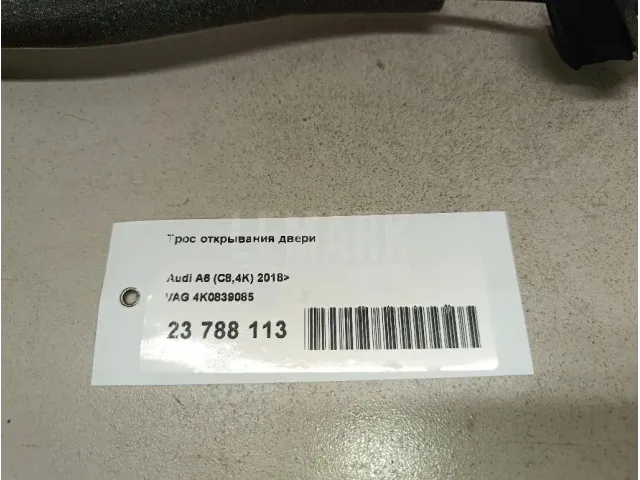 Трос открывания двери
Audi A6 (C8,4K) 2018>
VAG 4K0839085
23 788 113